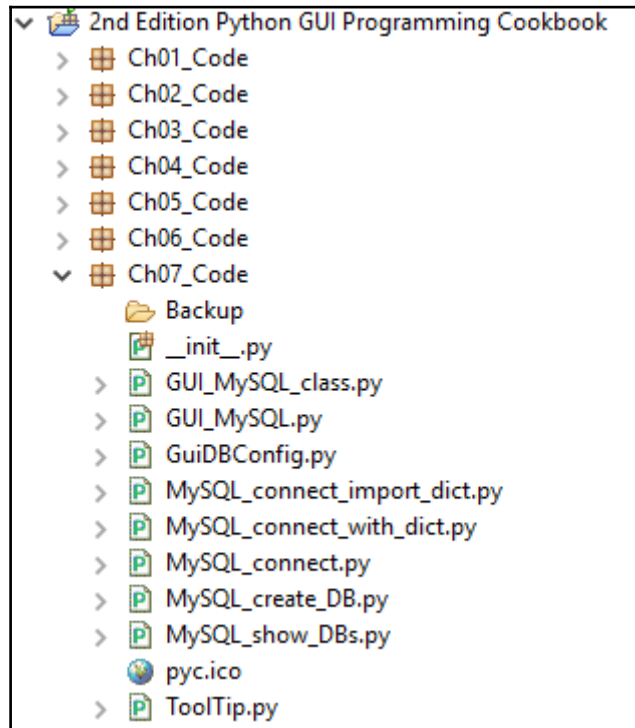 2nd Edition Python GUI Programming Cookbook
Ch01_Code
Ch02_Code
Ch03_Code
Ch04_Code
Ch05_Code
Ch06_Code
Ch07_Code
Backup
__init__.py
GUI_MySQL_class.py
GUI_MySQL.py
GuiDBConfig.py
MySQL_connect_import_dict.py
MySQL_connect_with_dict.py
MySQL_connect.py
MySQL_create_DB.py
MySQL_show_DBs.py
pyc.ico
ToolTip.py